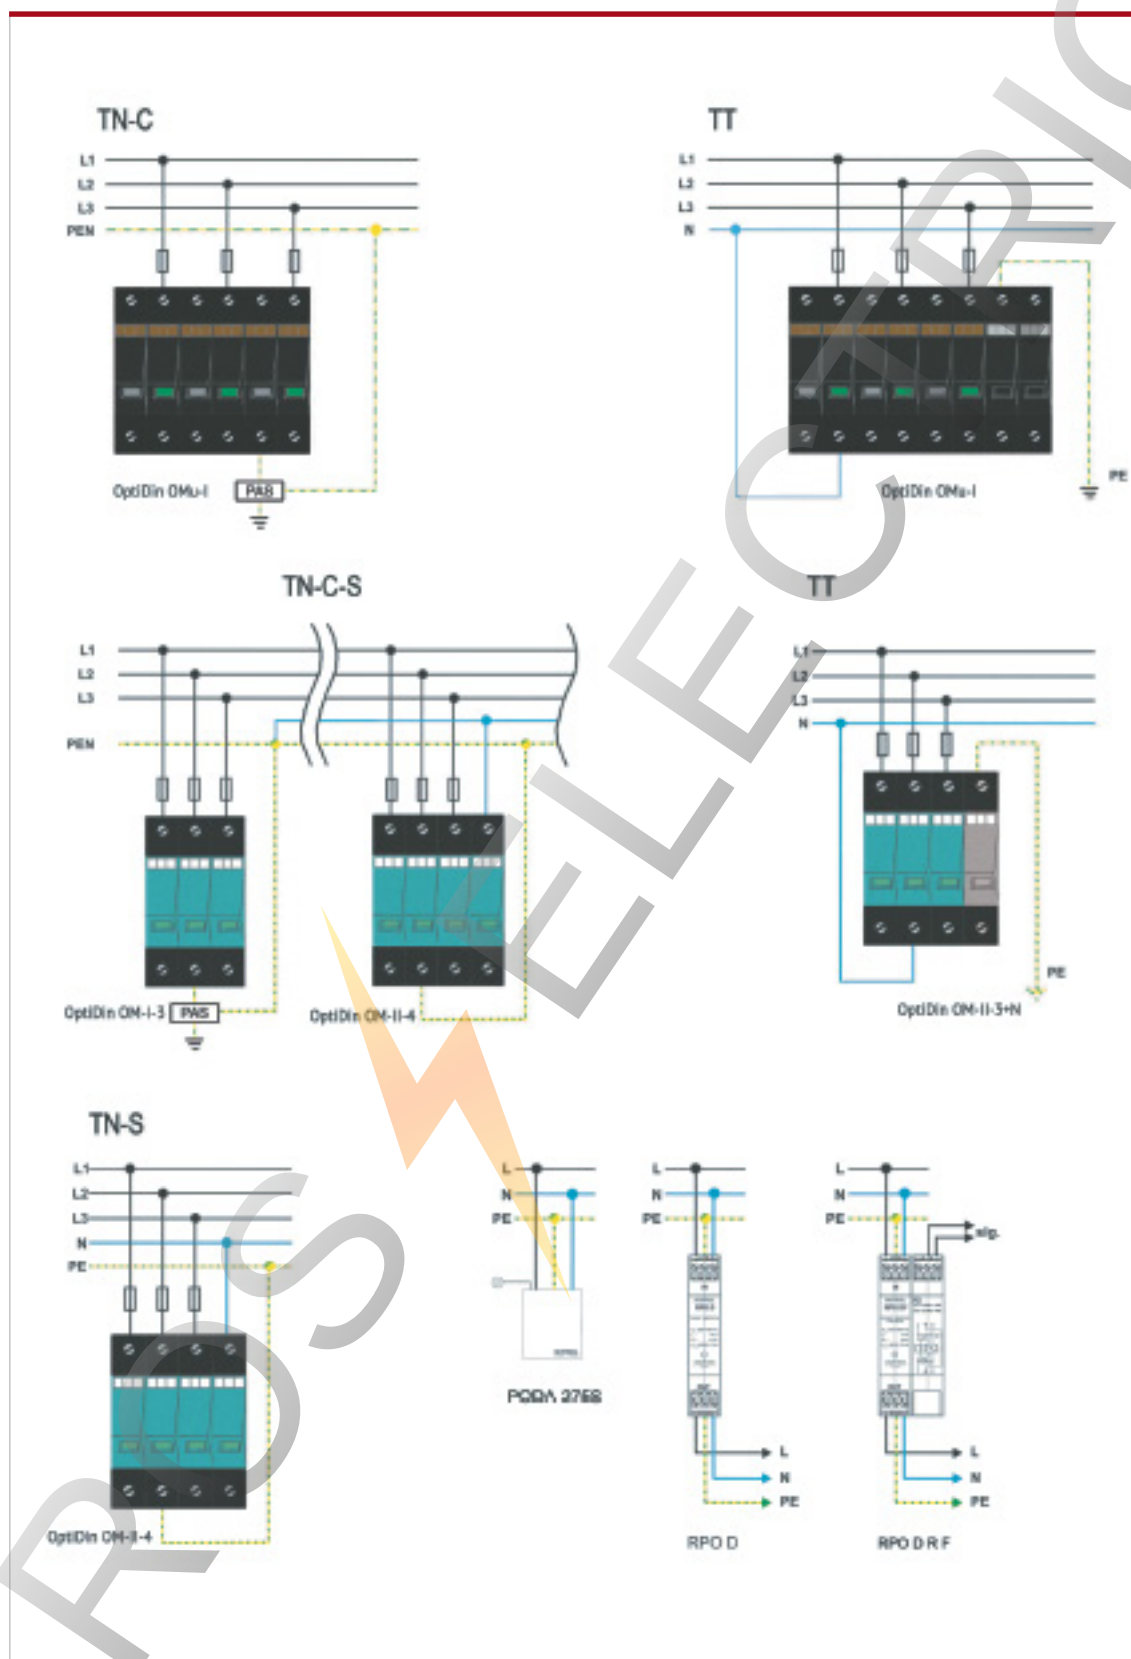 TN-C
L1
L2
L3
PEN
OptiDin OMu-I
PAS
TT
L1
L2
L3
N
PE
OptiDin OMu-I
TN-C-S
L1
L2
L3
PEN
OptiDin OM-I-3
PAS
OptiDin OM-II-4
TT
L1
L2
L3
N
PE
OptiDin OM-II-3+N
TN-S
L1
L2
L3
N
PE
OptiDin OM-II-4
L
N
PE
L
N
PE
L
N
PE
RPO D
L
N
PE
sig.
L
N
PE
RPO D R F
ROS ELECTRIC